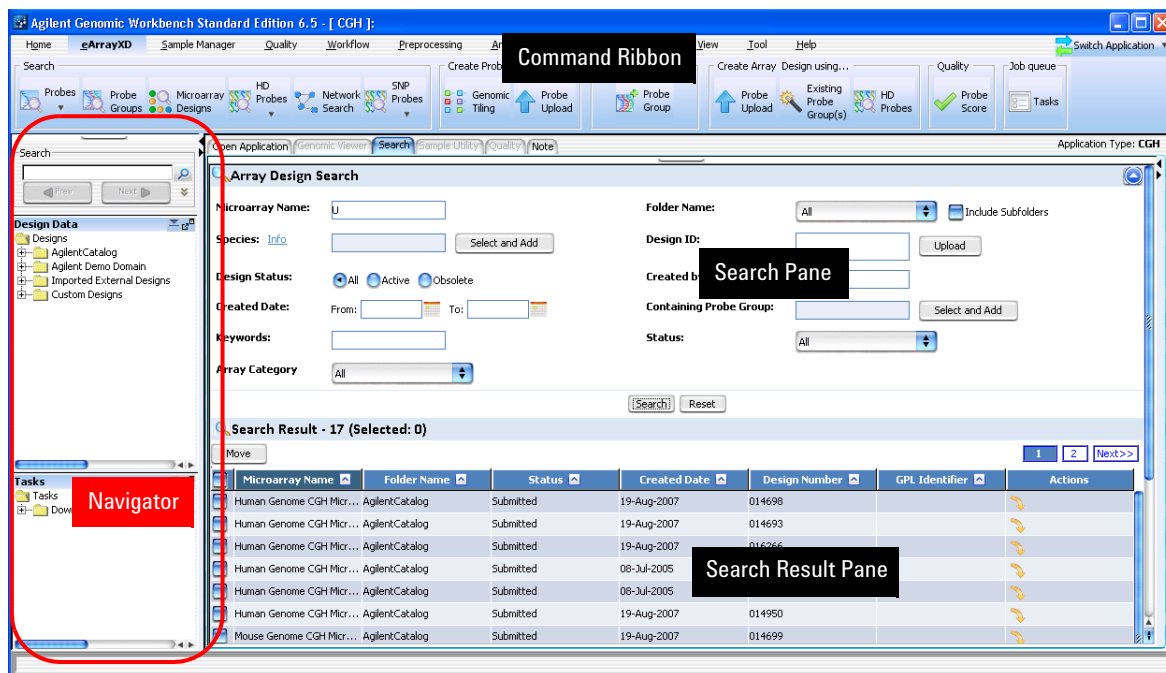 Agilent Genomic Workbench Standard Edition 6.5 - [ CGH ]:
Home eArrayXD Sample Manager Quality Workflow Preprocessing View Tool Help Switch Application
Command Ribbon
Search Create Create Array Design using... Quality Job queue
Probes Probe Groups Microarray Designs HD Probes Network Search SNP Probes Genomic Tiling Probe Upload Probe Group Probe Upload Existing Probe Group(s) HD Probes Probe Score Tasks
Search
Prev Next
Design Data
Designs
AgilentCatalog
Agilent Demo Domain
Imported External Designs
Custom Designs
Tasks
Tasks
Navigator
Open Application Genomic Viewer Search Sample Utility Quality Note Application Type: CGH
Array Design Search
Microarray Name: U Folder Name: All Include Subfolders
Species: Info Select and Add Design ID: Upload
Design Status: All Active Obsolete Created
Search Pane
Created Date: From: To: Containing Probe Group: Select and Add
Keywords: Status: All
Array Category All
Search Reset
Search Result - 17 (Selected: 0)
Move 1 2 Next>>
Microarray Name Folder Name Status Created Date Design Number GPL Identifier Actions
Human Genome CGH Micr... AgilentCatalog Submitted 19-Aug-2007 014698
Human Genome CGH Micr... AgilentCatalog Submitted 19-Aug-2007 014693
Human Genome CGH Micr... AgilentCatalog Submitted 19-Aug-2007 016266
Human Genome CGH Micr... AgilentCatalog Submitted 08-Jul-2005
Search Result Pane
Human Genome CGH Micr... AgilentCatalog Submitted 08-Jul-2005
Human Genome CGH Micr... AgilentCatalog Submitted 19-Aug-2007 014950
Mouse Genome CGH Micr... AgilentCatalog Submitted 19-Aug-2007 014699